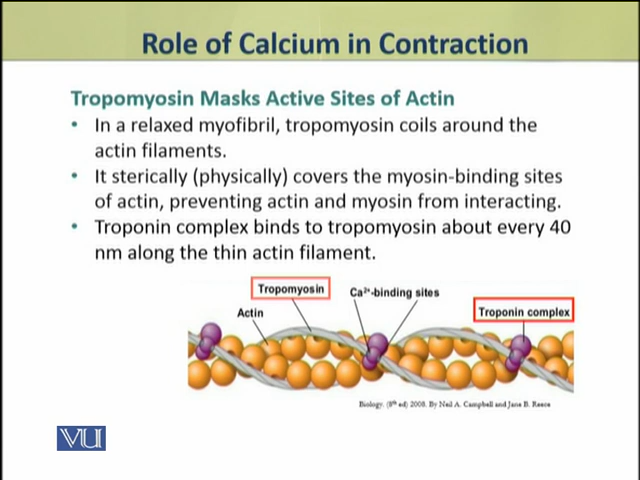 Role of Calcium in Contraction
Tropomyosin Masks Active Sites of Actin
• In a relaxed myofibril, tropomyosin coils around the
actin filaments.
• It sterically (physically) covers the myosin-binding sites
of actin, preventing actin and myosin from interacting.
• Troponin complex binds to tropomyosin about every 40
nm along the thin actin filament.
Tropomyosin
Ca²⁺-binding sites
Actin
Troponin complex
Biology. (8th ed) 2008. By Neil A. Campbell and Jane B. Reece
VU